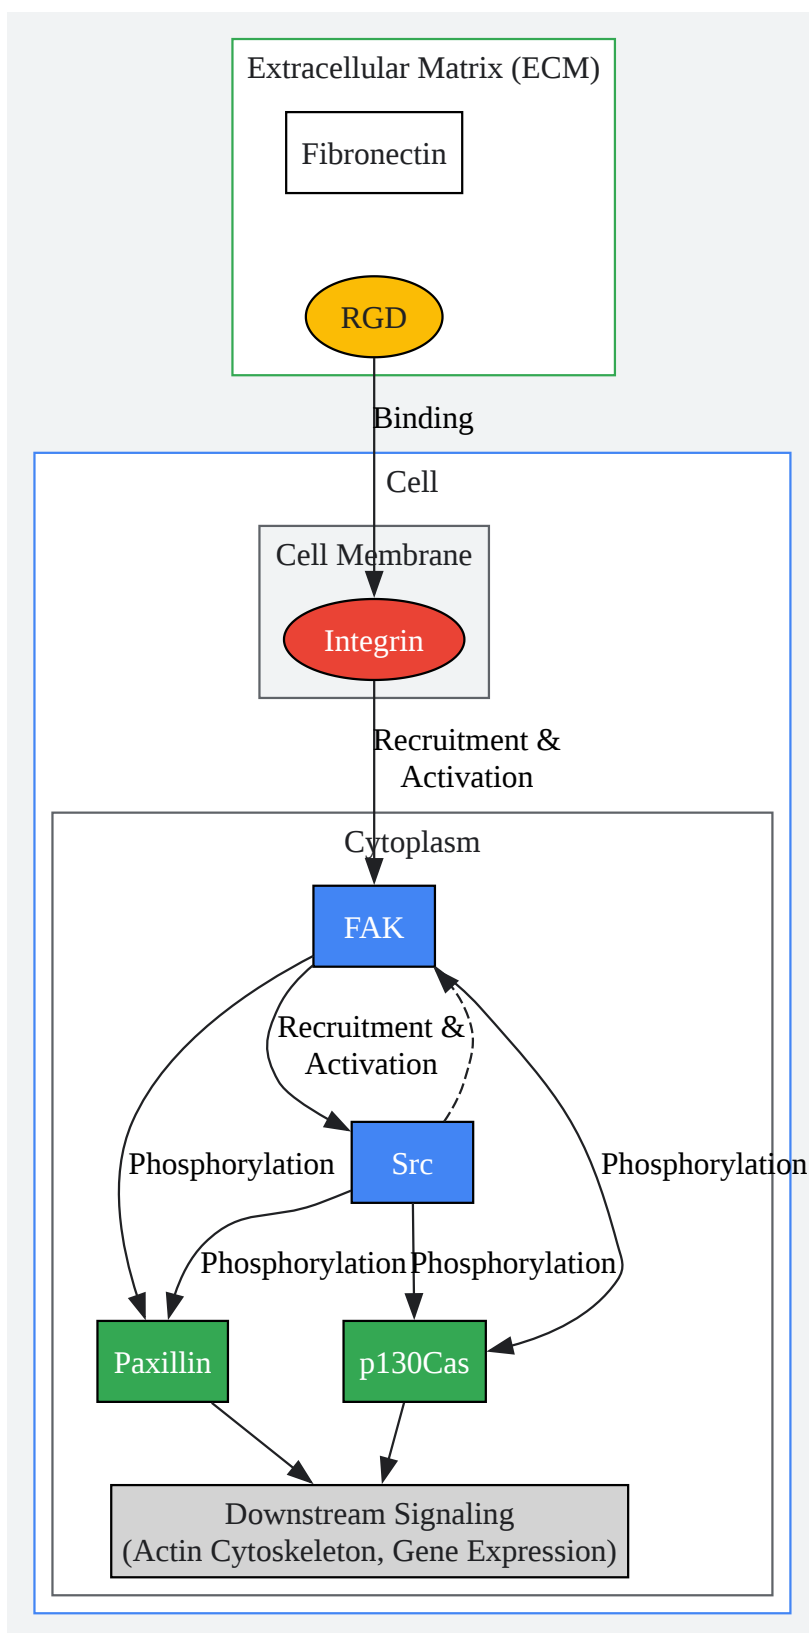 Extracellular Matrix (ECM)
Fibronectin
RGD
Binding
Cell
Cell Membrane
Integrin
Recruitment &
Activation
Cytoplasm
FAK
Recruitment &
Activation
Phosphorylation
Src
Phosphorylation
Phosphorylation
Phosphorylation
Paxillin
p130Cas
Downstream Signaling
(Actin Cytoskeleton, Gene Expression)